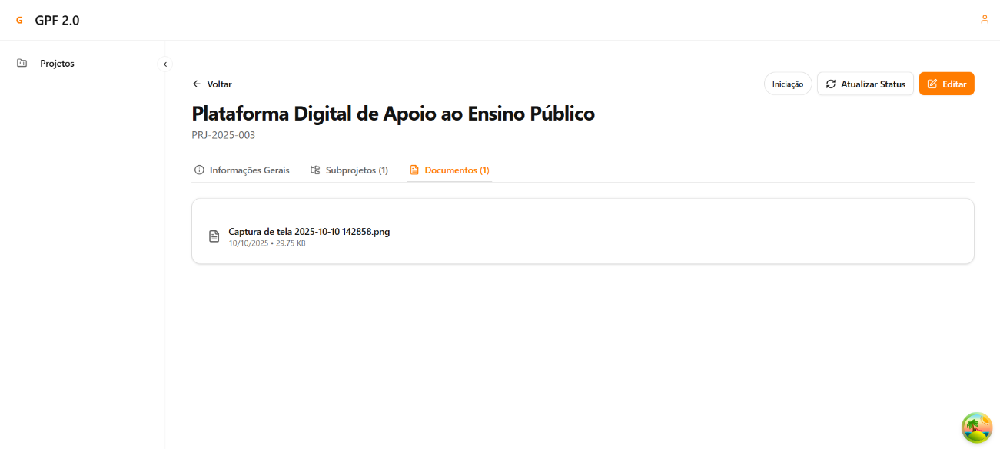 G GPF 2.0
Projetos
Voltar
Iniciação
Atualizar Status
Editar
Plataforma Digital de Apoio ao Ensino Público
PRJ-2025-003
Informações Gerais
Subprojetos (1)
Documentos (1)
Captura de tela 2025-10-10 142858.png
10/10/2025 • 29.75 KB